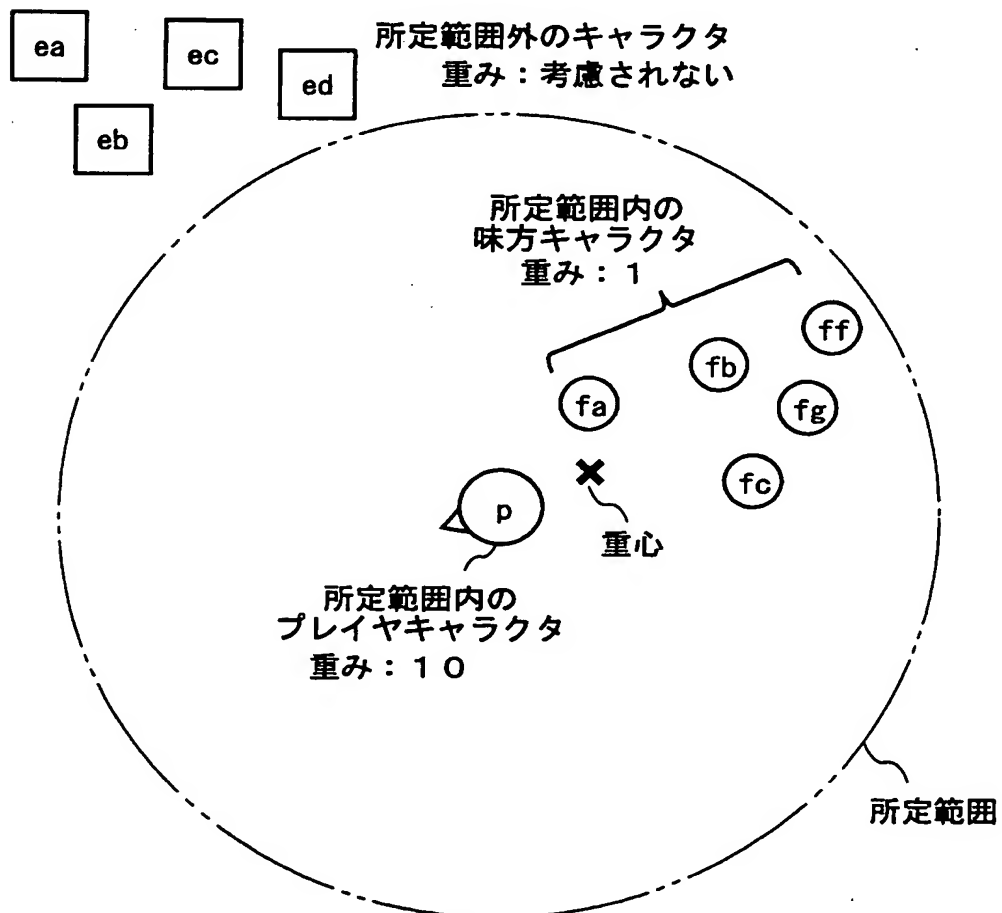 ea
ec
ed
eb
所定範囲外のキャラクタ
重み：考慮されない
所定範囲内の
味方キャラクタ
重み：１
ff
fb
fa
fg
fc
p
重心
所定範囲内の
プレイヤキャラクタ
重み：１０
所定範囲